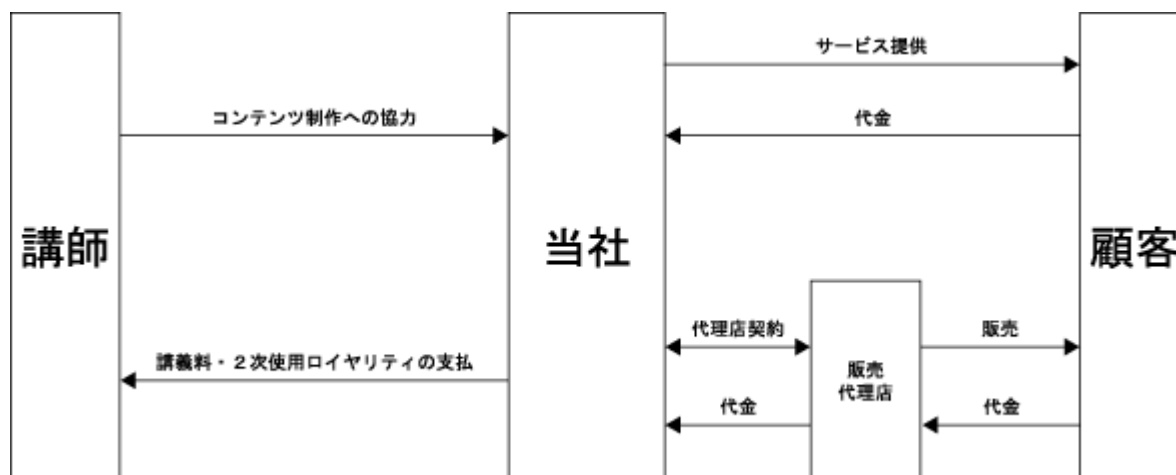 サービス提供
コンテンツ制作への協力
代金
講師
当社
顧客
代理店契約
販売
講義料・２次使用ロイヤリティの支払
販売
代理店
代金
代金